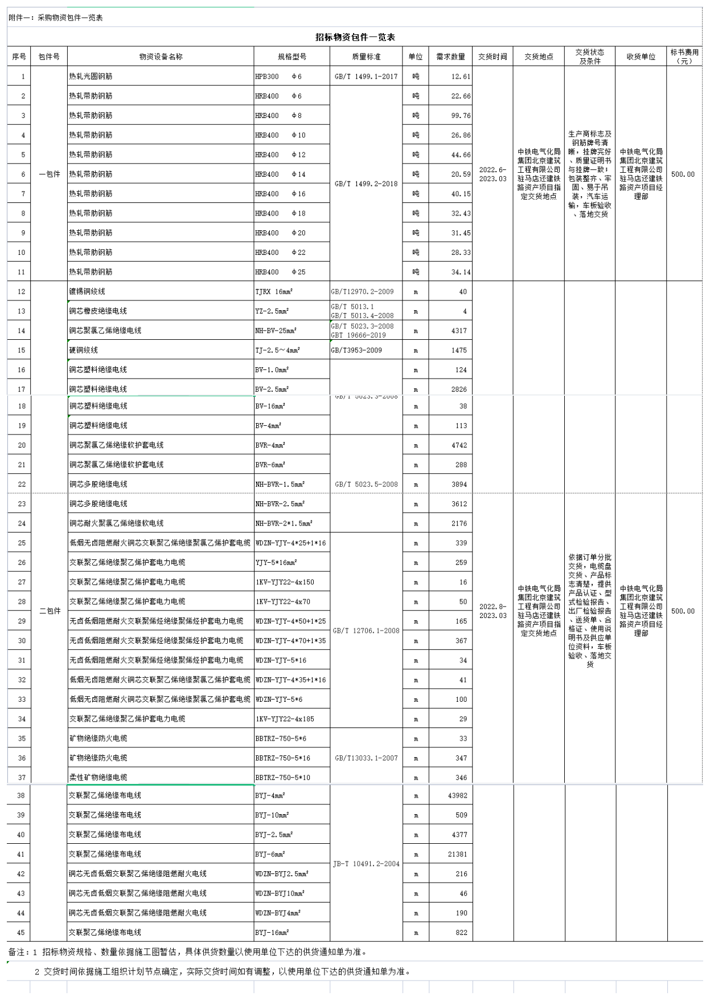 附件一：采购物资包件一览表
招标物资包件一览表
序号 包件号 物资设备名称 规格型号 质量标准 单位 需求数量 交货时间 交货地点 交货状态及条件 收货单位 标书费用（元）
1 热轧光圆钢筋 HPB300 φ6 GB/T 1499.1-2017 吨 12.61
2 热轧带肋钢筋 HRB400 φ6 吨 22.66
3 热轧带肋钢筋 HRB400 φ8 吨 99.76
4 热轧带肋钢筋 HRB400 φ10 吨 26.86
5 热轧带肋钢筋 HRB400 φ12 吨 44.66
6 热轧带肋钢筋 HRB400 φ14 吨 20.59
7 热轧带肋钢筋 HRB400 φ16 吨 40.15
8 热轧带肋钢筋 HRB400 φ18 吨 32.43
9 热轧带肋钢筋 HRB400 φ20 吨 31.45
10 热轧带肋钢筋 HRB400 φ22 吨 28.33
11 热轧带肋钢筋 HRB400 φ25 吨 34.14
一包件
GB/T 1499.2-2018
2022.6-
2023.03
中铁电气化局
集团北京建筑
工程有限公司
驻马店还建铁
路资产项目指
定交货地点
生产商标志及
钢筋牌号清
晰，挂牌完好
、质量证明书
与挂牌一致；
包装整齐、牢
固、易于吊
装，汽车运
输，车板验收
、落地交货
中铁电气化局
集团北京建筑
工程有限公司
驻马店还建铁
路资产项目经
理部
500.00
12 镀锡铜绞线 TJRX 16mm² GB/T12970.2-2009 m 40
13 铜芯橡皮绝缘电线 YZ-2.5mm² GB/T 5013.1 GB/T 5013.4-2008 m 4
14 铜芯聚氯乙烯绝缘电线 NH-BV-25mm² GB/T 5023.3-2008 GBT 19666-2019 m 4317
15 硬铜绞线 TJ-2.5～4mm² GB/T3953-2009 m 1475
16 铜芯塑料绝缘电线 BV-1.0mm² m 124
17 铜芯塑料绝缘电线 BV-2.5mm² m 2826
GB/T 5023.3-2008
18 铜芯塑料绝缘电线 BV-16mm² m 38
19 铜芯塑料绝缘电线 BV-4mm² m 113
20 铜芯聚氯乙烯绝缘软护套电线 BVR-4mm² m 4742
21 铜芯聚氯乙烯绝缘软护套电线 BVR-6mm² m 288
22 铜芯多股绝缘电线 NH-BVR-1.5mm² GB/T 5023.5-2008 m 3894
23 铜芯多股绝缘电线 NH-BVR-2.5mm² m 3612
24 铜芯耐火聚氯乙烯绝缘软电线 NH-BVR-2*1.5mm² m 2176
25 低烟无卤阻燃耐火铜芯交联聚乙烯绝缘聚氯乙烯护套电缆 WDZN-YJY-4*25+1*16 m 339
26 交联聚乙烯绝缘聚乙烯护套电力电缆 YJY-5*16mm² m 259
27 交联聚乙烯绝缘聚乙烯护套电力电缆 1KV-YJY22-4x150 m 16
28 交联聚乙烯绝缘聚乙烯护套电力电缆 1KV-YJY22-4x70 m 50
29 无卤低烟阻燃耐火交联聚烯烃绝缘聚烯烃护套电力电缆 WDZN-YJY-4*50+1*25 m 165
30 无卤低烟阻燃耐火交联聚烯烃绝缘聚烯烃护套电力电缆 WDZN-YJY-4*70+1*35 m 367
31 无卤低烟阻燃耐火交联聚烯烃绝缘聚烯烃护套电力电缆 WDZN-YJY-5*16 m 34
32 低烟无卤阻燃耐火铜芯交联聚乙烯绝缘聚氯乙烯护套电缆 WDZN-YJY-4*35+1*16 m 41
33 低烟无卤阻燃耐火铜芯交联聚乙烯绝缘聚氯乙烯护套电缆 WDZN-YJY-5*6 m 100
34 交联聚乙烯绝缘聚乙烯护套电力电缆 1KV-YJY22-4x185 m 29
35 矿物绝缘防火电缆 BBTRZ-750-5*6 m 33
36 矿物绝缘防火电缆 BBTRZ-750-5*16 GB/T13033.1-2007 m 347
37 柔性矿物绝缘电缆 BBTRZ-750-5*10 m 346
二包件
GB/T 12706.1-2008
2022.8-
2023.03
中铁电气化局
集团北京建筑
工程有限公司
驻马店还建铁
路资产项目指
定交货地点
依据订单分批
交货，电缆盘
交货、产品标
志清楚，提供
产品认证、型
式检验报告、
出厂检验报告
、送货单、合
格证、使用说
明书及供应单
位资料，车板
验收、落地交
货
中铁电气化局
集团北京建筑
工程有限公司
驻马店还建铁
路资产项目经
理部
500.00
38 交联聚乙烯绝缘布电线 BYJ-4mm² m 43982
39 交联聚乙烯绝缘布电线 BYJ-10mm² m 509
40 交联聚乙烯绝缘布电线 BYJ-2.5mm² m 4377
41 交联聚乙烯绝缘布电线 BYJ-6mm² m 21381
JB-T 10491.2-2004
42 铜芯无卤低烟交联聚乙烯绝缘阻燃耐火电线 WDZN-BYJ2.5mm² m 216
43 铜芯无卤低烟交联聚乙烯绝缘阻燃耐火电线 WDZN-BYJ10mm² m 46
44 铜芯无卤低烟交联聚乙烯绝缘阻燃耐火电线 WDZN-BYJ4mm² m 190
45 交联聚乙烯绝缘布电线 BYJ-16mm² m 822
备注：1 招标物资规格、数量依据施工图暂估，具体供货数量以使用单位下达的供货通知单为准。
2 交货时间依据施工组织计划节点确定，实际交货时间如有调整，以使用单位下达的供货通知单为准。